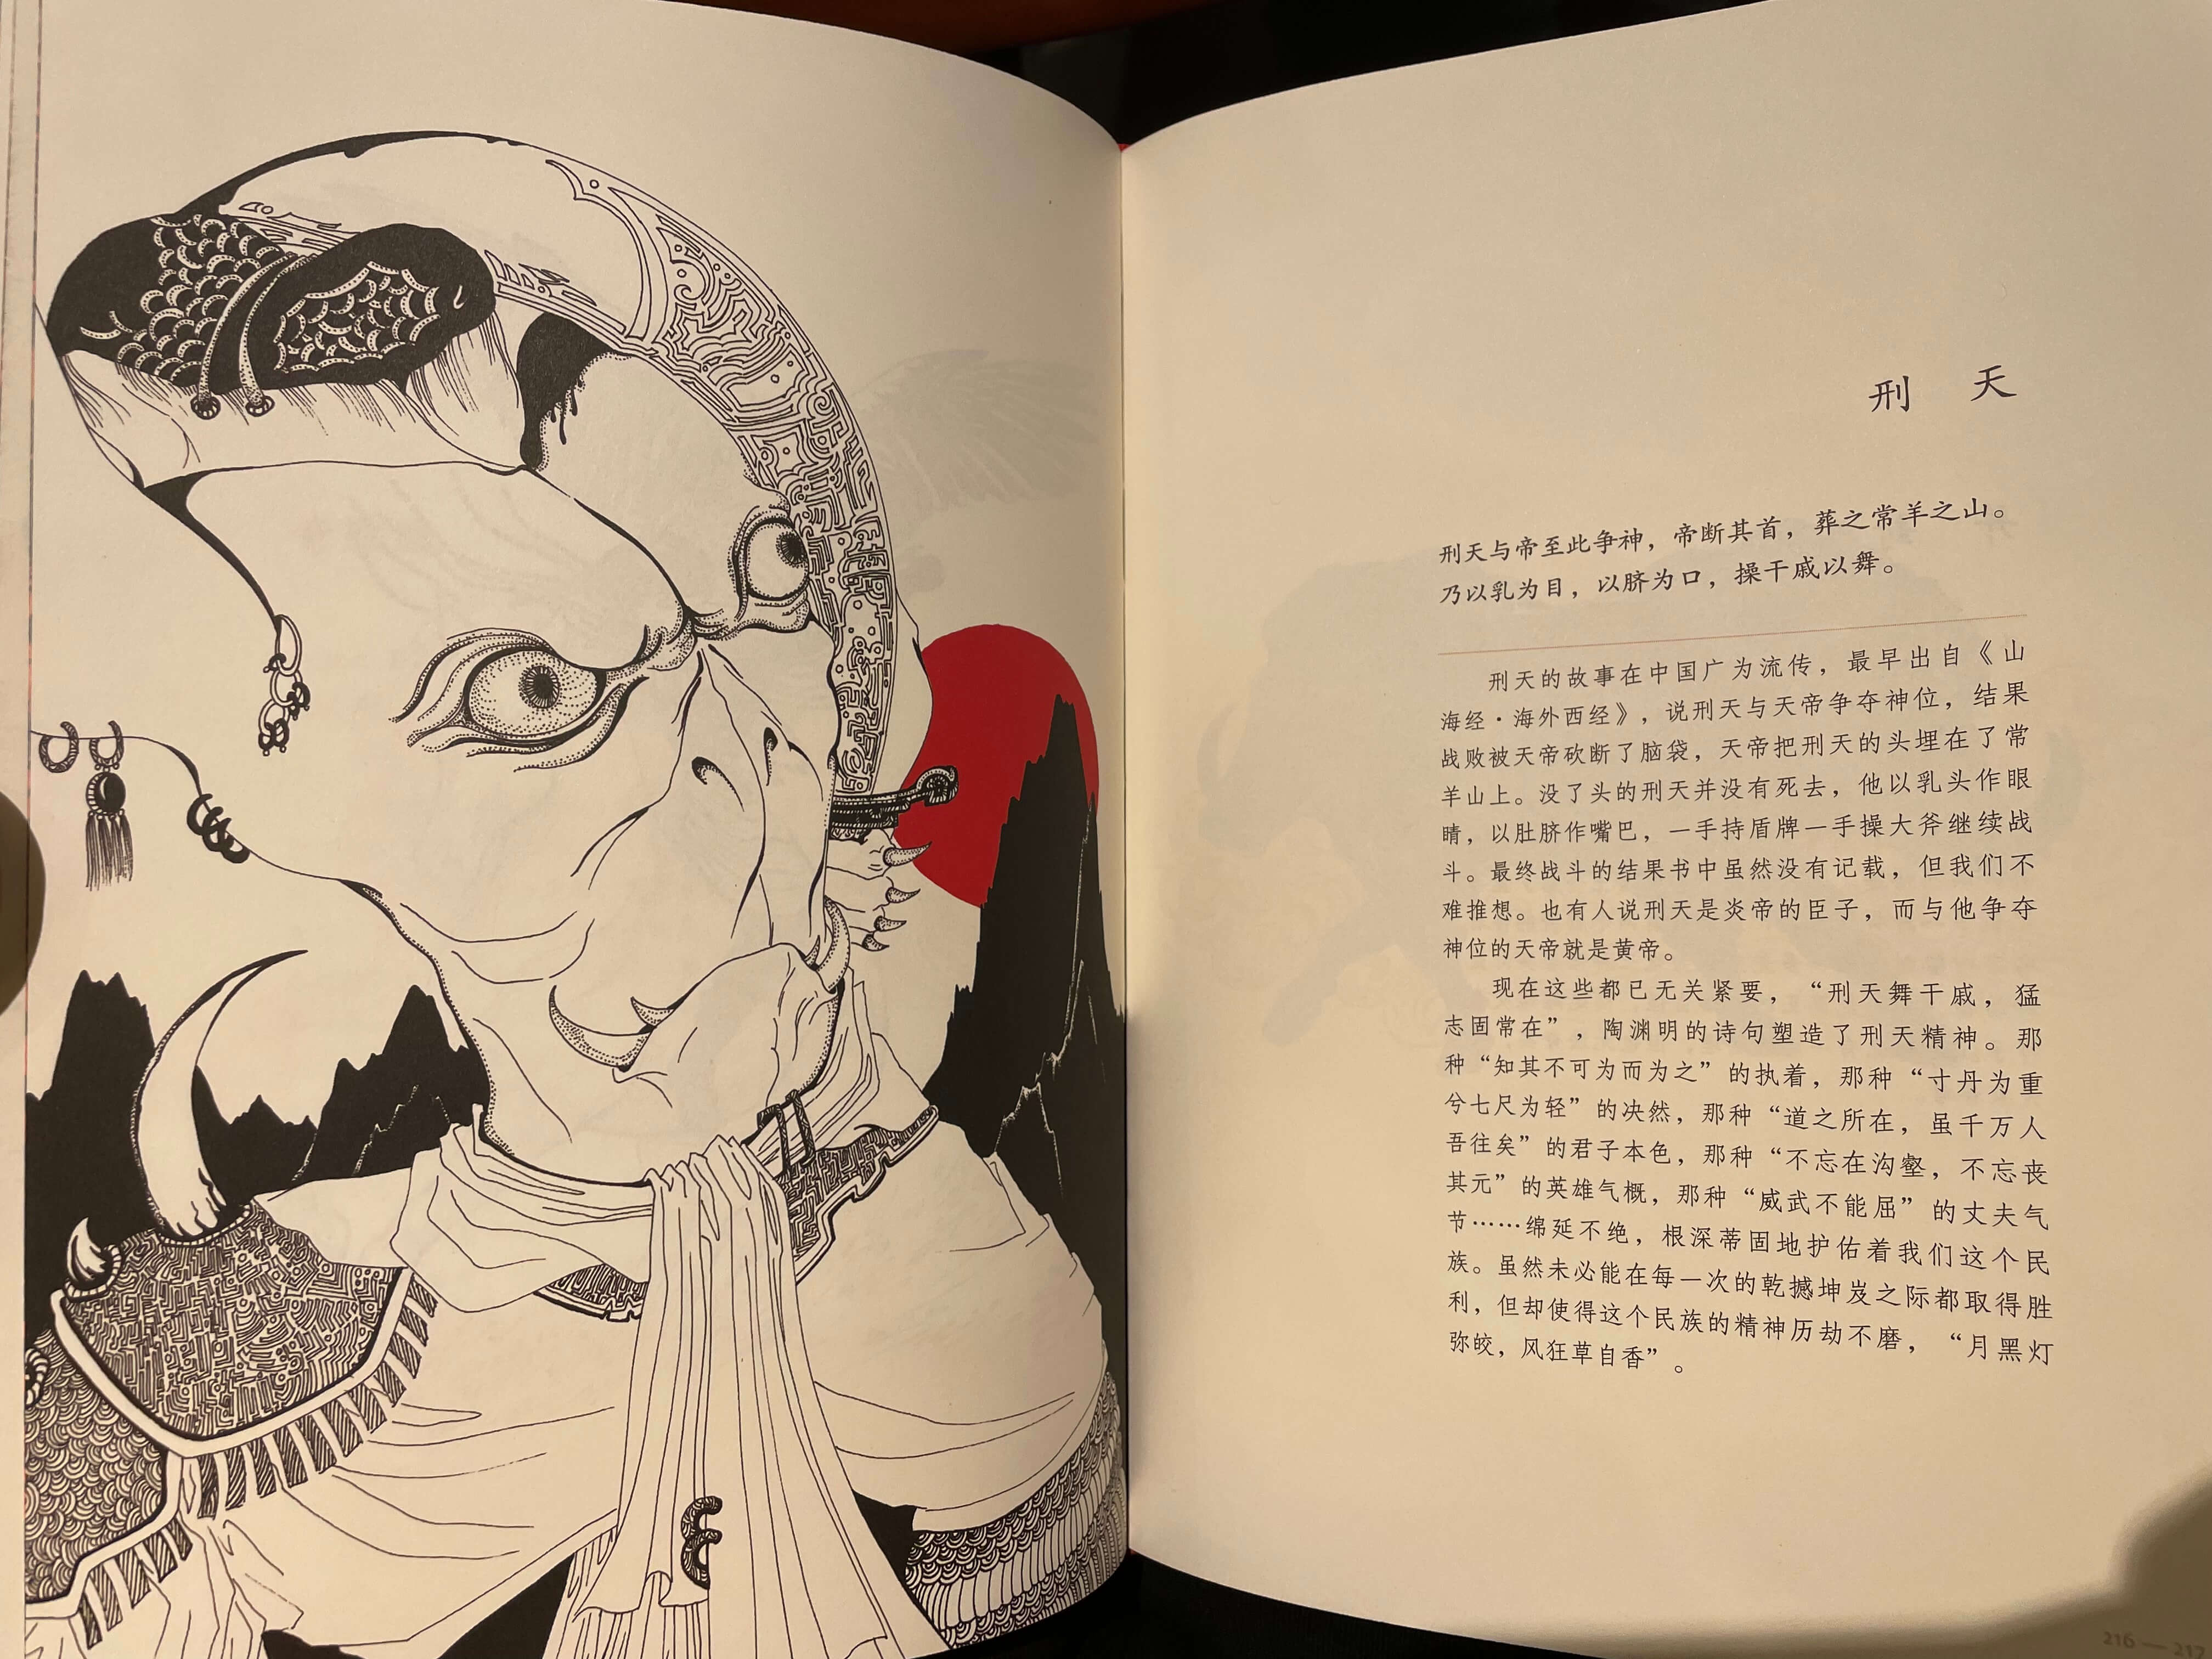 刑 天
刑天与帝至此争神，帝断其首，葬之常羊之山。
乃以乳为目，以脐为口，操干戚以舞。
刑天的故事在中国广为流传，最早出自《山
海经·海外西经》，说刑天与天帝争夺神位，结果
战败被天帝砍断了脑袋，天帝把刑天的头埋在了常
羊山上。没了头的刑天并没有死去，他以乳头作眼
睛，以肚脐作嘴巴，一手持盾牌一手操大斧继续战
斗。最终战斗的结果书中虽然没有记载，但我们不
难推想。也有人说刑天是炎帝的臣子，而与他争夺
神位的天帝就是黄帝。
现在这些都已无关紧要，“刑天舞干戚，猛
志固常在”，陶渊明的诗句塑造了刑天精神。那
种“知其不可为而为之”的执着，那种“寸丹为重
兮七尺为轻”的决然，那种“道之所在，虽千万人
吾往矣”的君子本色，那种“不忘在沟壑，不忘丧
其元”的英雄气概，那种“威武不能屈”的丈夫气
节……绵延不绝，根深蒂固地护佑着我们这个民
族。虽然未必能在每一次的乾撼坤岌之际都取得胜
利，但却使得这个民族的精神历劫不磨，“月黑灯
弥皎，风狂草自香”。
216 — 217